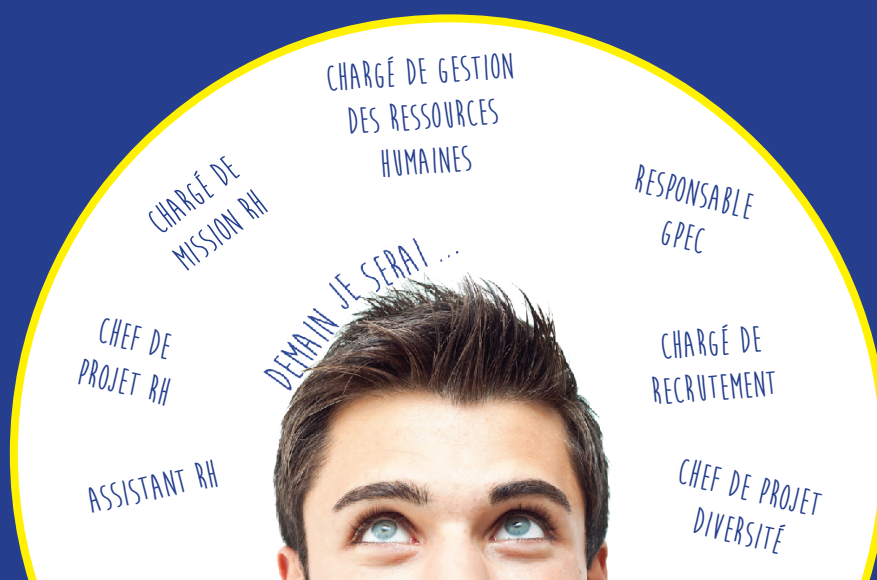 CHARGÉ DE GESTION
DES RESSOURCES
HUMAINES
CHARGÉ DE
MISSION RH
RESPONSABLE
GPEC
DEMAIN JE SERAI ...
CHEF DE
PROJET RH
CHARGÉ DE
RECRUTEMENT
ASSISTANT RH
CHEF DE PROJET
DIVERSITÉ